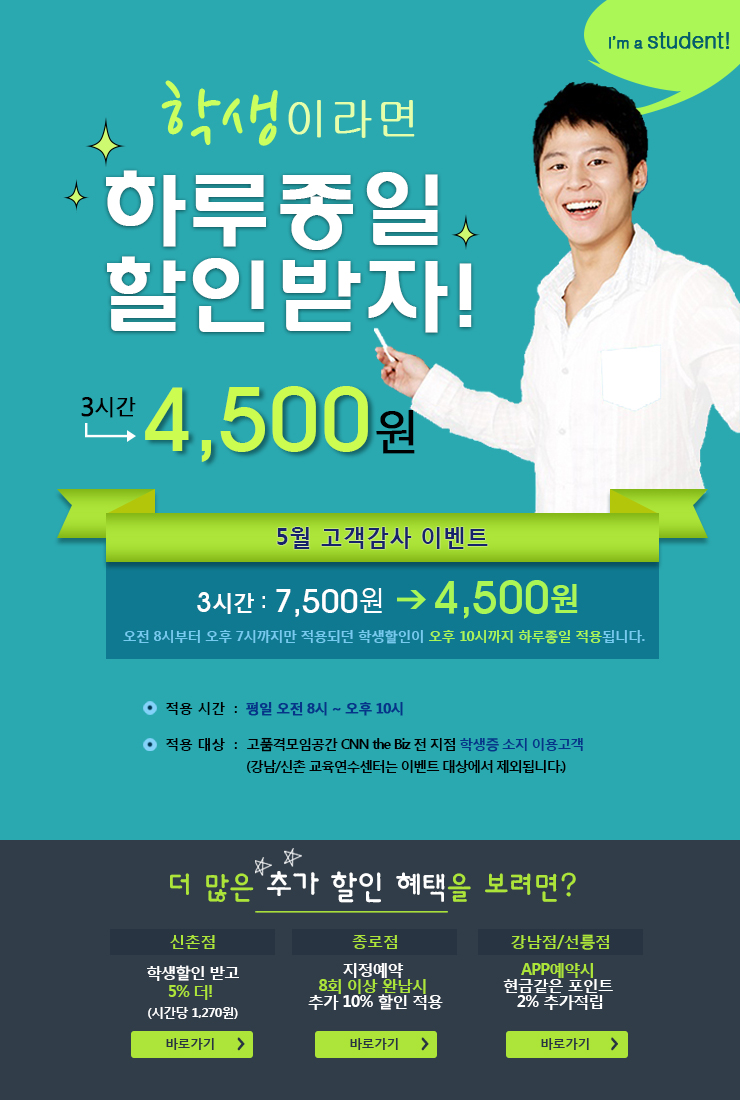 I'm a student!
학생이라면
하루종일
할인받자!
3시간
4,500원
5월 고객감사 이벤트
3시간 : 7,500원 → 4,500원
오전 8시부터 오후 7시까지만 적용되던 학생할인이 오후 10시까지 하루종일 적용됩니다.
적용 시간 : 평일 오전 8시 ~ 오후 10시
적용 대상 : 고품격모임공간 CNN the Biz 전 지점 학생증 소지 이용고객
(강남/신촌 교육연수센터는 이벤트 대상에서 제외됩니다.)
더 많은 추가 할인 혜택을 보려면?
신촌점
학생할인 받고
5% 더!
(시간당 1,270원)
바로가기
종로점
지정예약
8회 이상 완납시
추가 10% 할인 적용
바로가기
강남점/선릉점
APP예약시
현금같은 포인트
2% 추가적립
바로가기